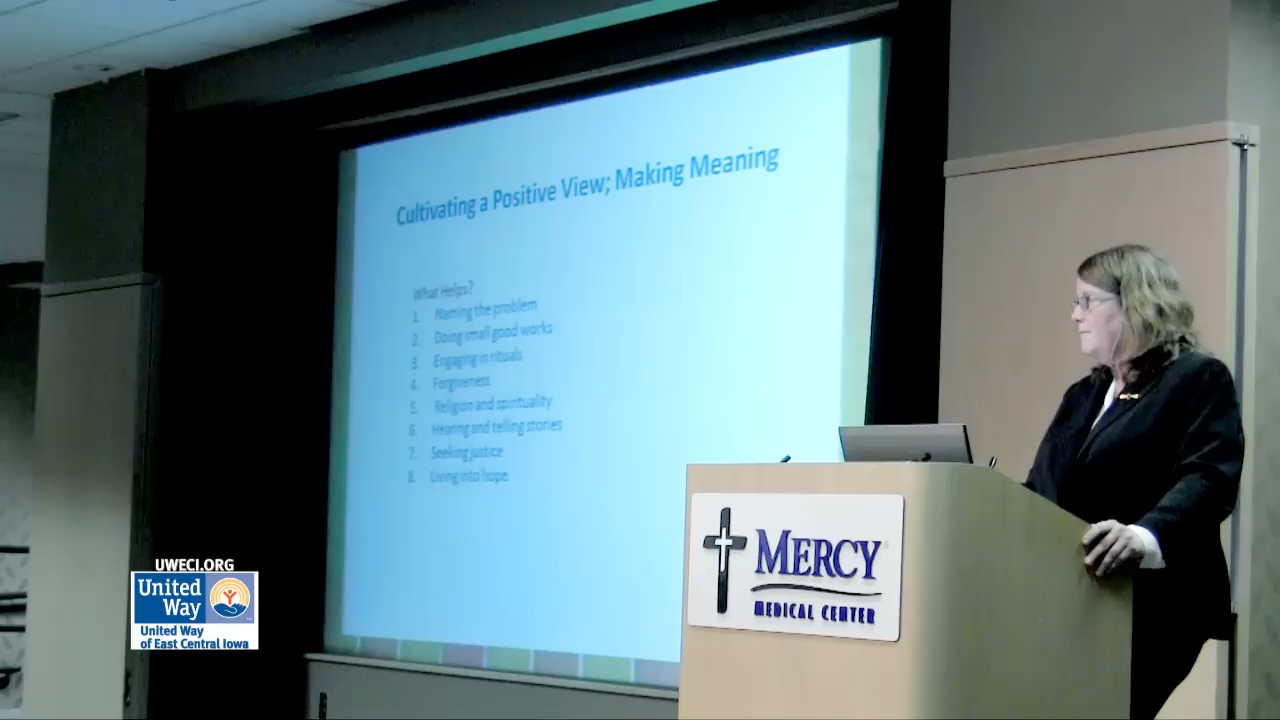 Cultivating a Positive View; Making Meaning
What Helps?
1. Naming the problem
2. Doing small good works
3. Engaging in rituals
4. Forgiveness
5. Religion and spirituality
6. Hearing and telling stories
7. Seeking justice
8. Living into hope
MERCY
MEDICAL CENTER
UWECI.ORG
United
Way
United Way
of East Central Iowa